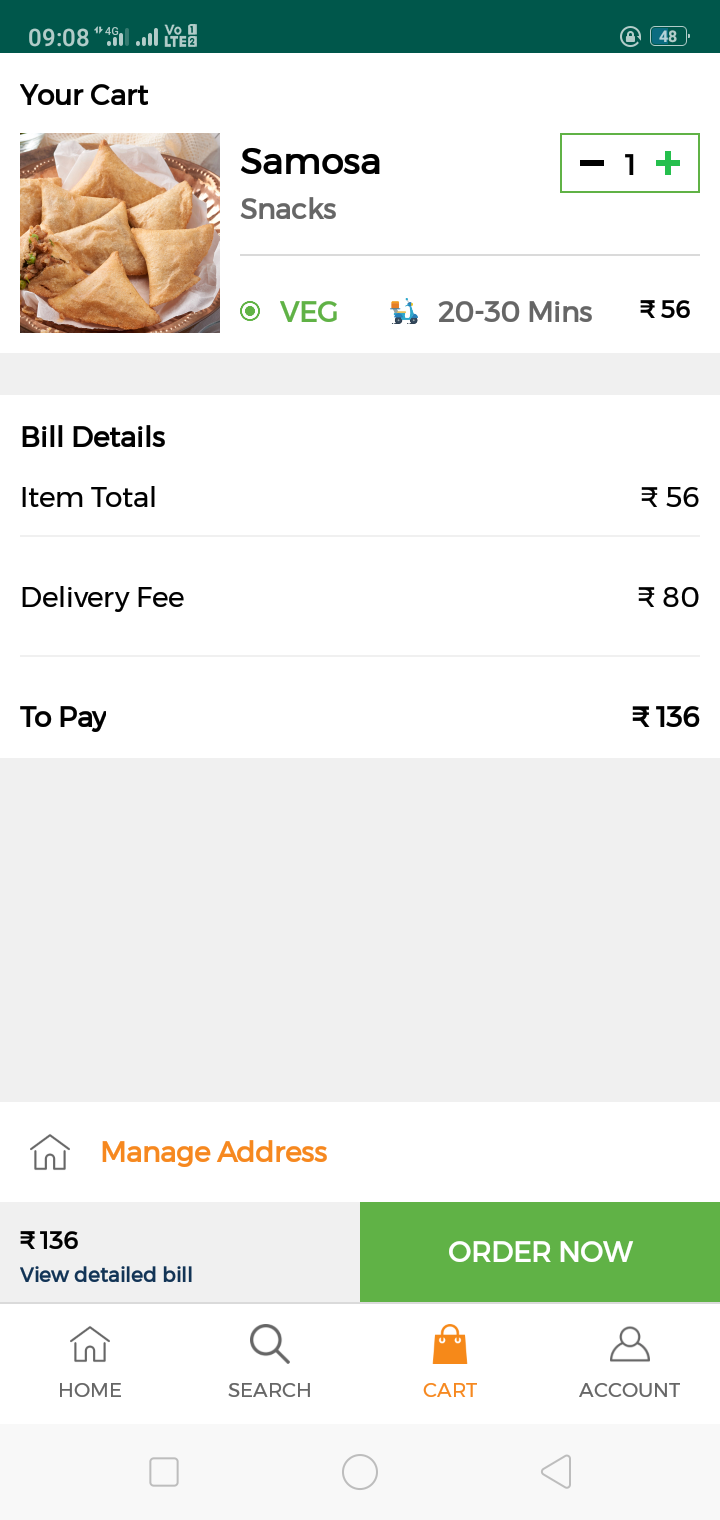 09:08 4G Vo 1 LTE 2 48
Your Cart
Samosa 1
Snacks
VEG 20-30 Mins ₹ 56
Bill Details
Item Total ₹ 56
Delivery Fee ₹ 80
To Pay ₹ 136
Manage Address
₹ 136
View detailed bill
ORDER NOW
HOME SEARCH CART ACCOUNT